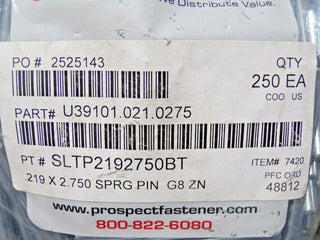 We Distribute Value.
PO # 2525143
QTY
250 EA
COO US
PART# U39101.021.0275
PT # SLTP2192750BT
ITEM# 7420
.219 X 2.750 SPRG PIN G8 ZN
PFC ORD
48812
www.prospectfastener.com
800-822-6080